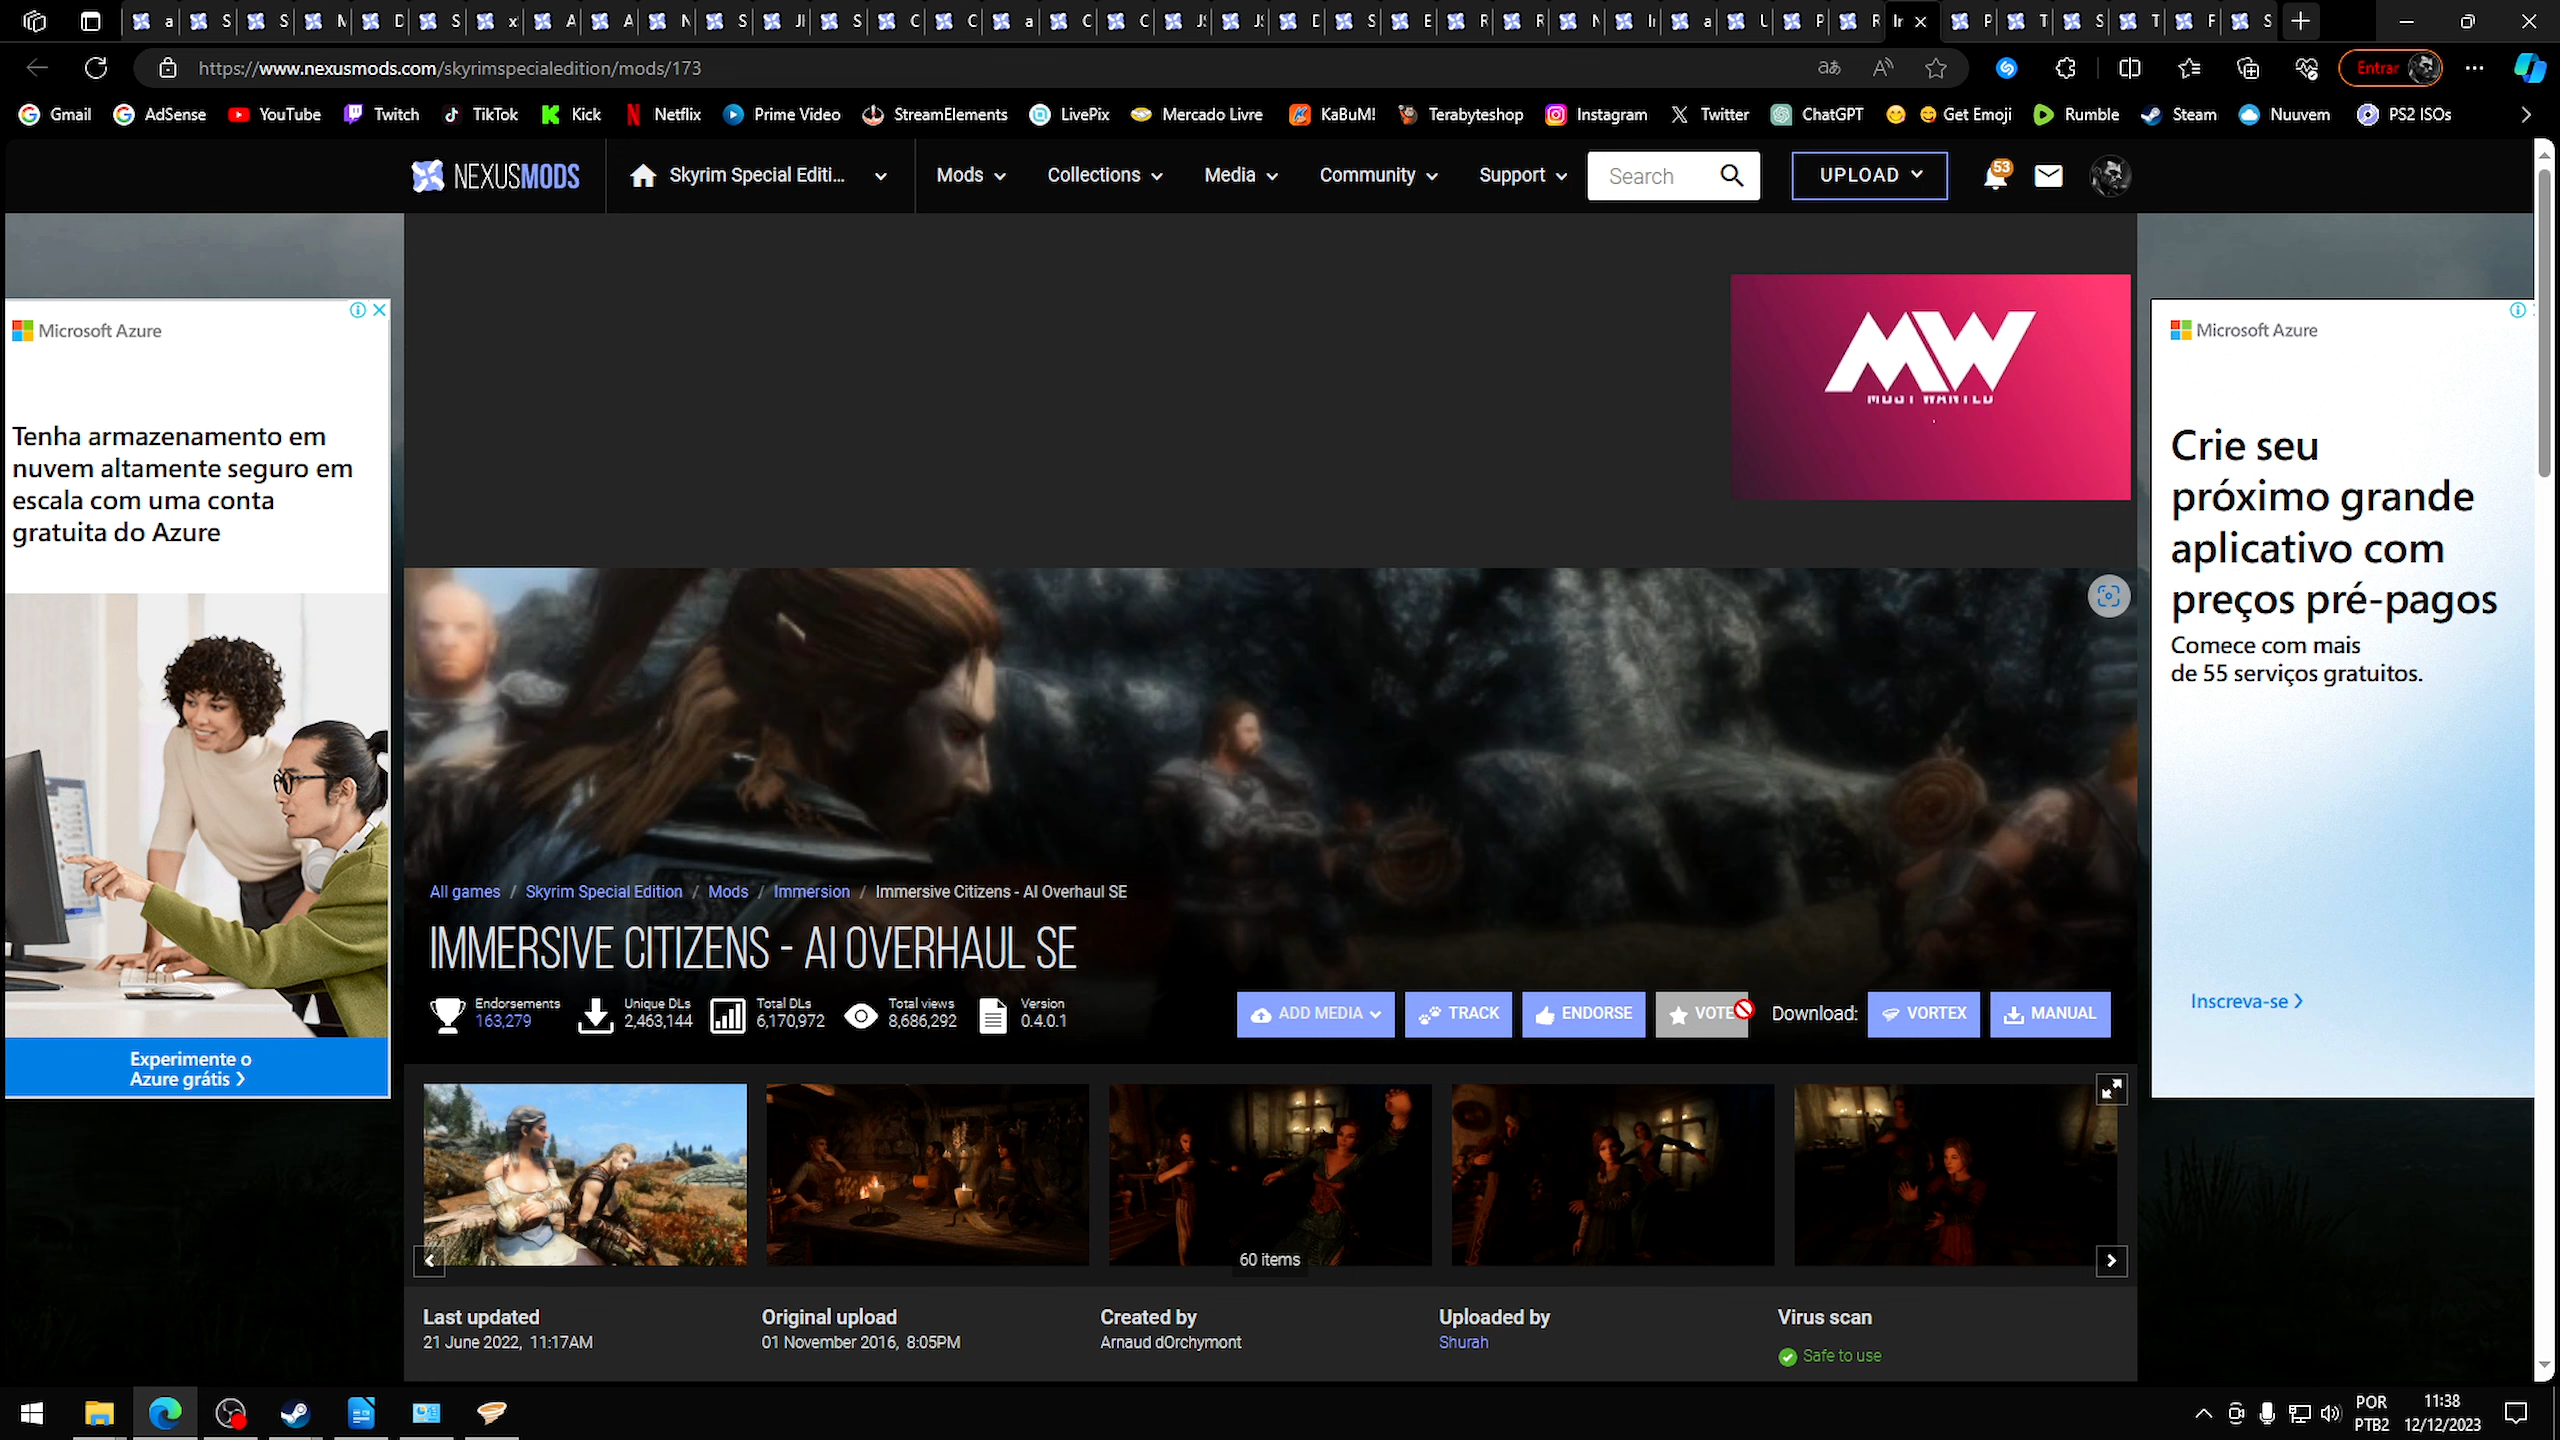 a
S
S
M
D
S
x
A
A
N
S
JI
S
C
C
a
C
C
JS
JS
D
S
E
R
R
N
Ir
a
U
P
R
Ir
P
T
S
T
F
S
https://www.nexusmods.com/skyrimspecialedition/mods/173
Entrar
Gmail
AdSense
YouTube
Twitch
TikTok
Kick
Netflix
Prime Video
StreamElements
LivePix
Mercado Livre
KaBuM!
Terabyteshop
Instagram
Twitter
ChatGPT
Get Emoji
Rumble
Steam
Nuuvem
PS2 ISOs
NEXUSMODS
Skyrim Special Editi...
Mods
Collections
Media
Community
Support
Search
UPLOAD
53
Microsoft Azure
Tenha armazenamento em
nuvem altamente seguro em
escala com uma conta
gratuita do Azure
Experimente o
Azure grátis
MW
MOST WANTED
Microsoft Azure
Crie seu
próximo grande
aplicativo com
preços pré-pagos
Comece com mais
de 55 serviços gratuitos.
Inscreva-se
All games / Skyrim Special Edition / Mods / Immersion / Immersive Citizens - AI Overhaul SE
IMMERSIVE CITIZENS - AI OVERHAUL SE
Endorsements
163,279
Unique DLs
2,463,144
Total DLs
6,170,972
Total views
8,686,292
Version
0.4.0.1
ADD MEDIA
TRACK
ENDORSE
VOTE
Download:
VORTEX
MANUAL
60 items
Last updated
21 June 2022, 11:17AM
Original upload
01 November 2016, 8:05PM
Created by
Arnaud dOrchymont
Uploaded by
Shurah
Virus scan
Safe to use
POR
PTB2
11:38
12/12/2023